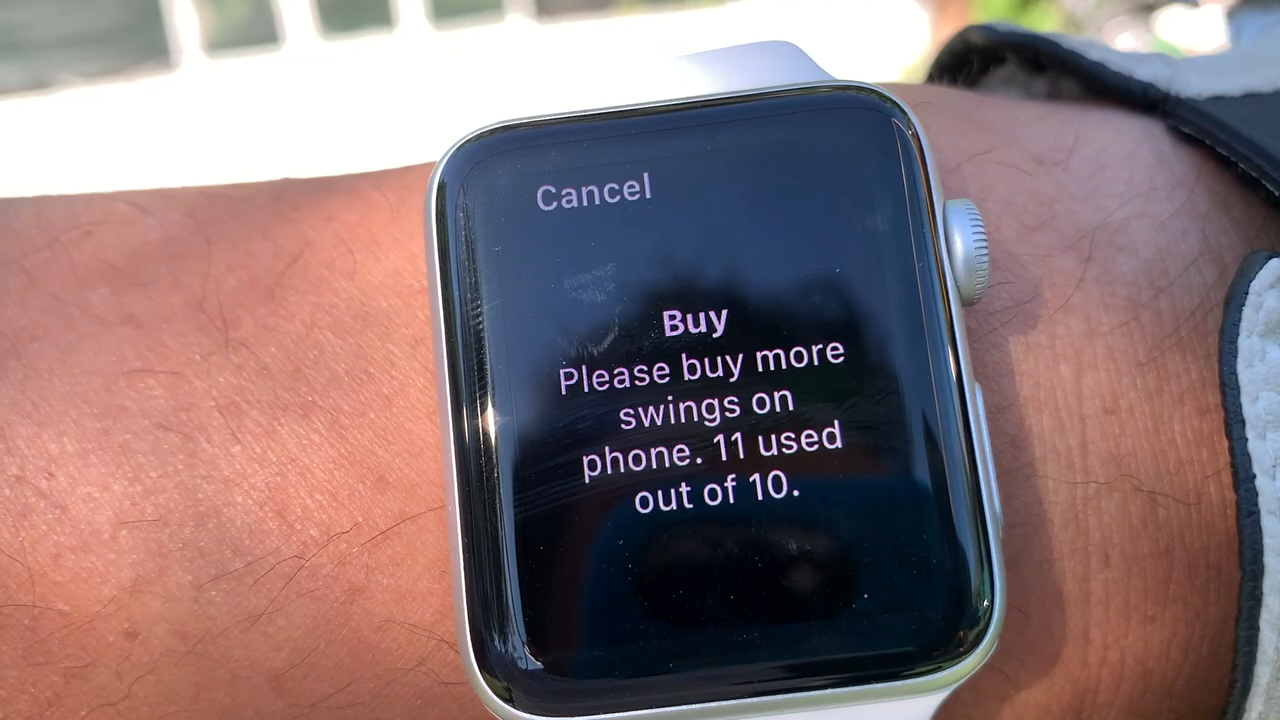 Cancel
Buy
Please buy more
swings on
phone. 11 used
out of 10.